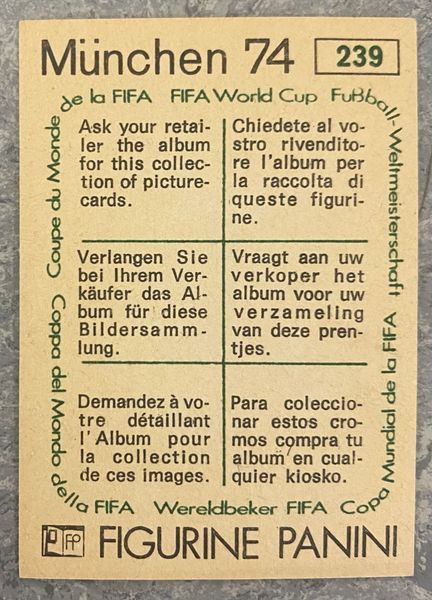 München 74 239
Coupe du Monde de la FIFA FIFA World Cup Fußball-Weltmeisterschaft
Ask your retai-
ler the album
for this collec-
tion of picture-
cards.
Chiedete al vo-
stro rivendito-
re l'album per
la raccolta di
queste figuri-
ne.
Verlangen Sie
bei Ihrem Ver-
käufer das Al-
bum für diese
Bildersamm-
lung.
Vraagt aan uw
verkoper het
album voor uw
verzameling
van deze pren-
tjes.
Demandez à vo-
tre détaillant
l'Album pour
la collection
de ces images.
Para coleccio-
nar estos cro-
mos compra tu
album en cual-
quier kiosko.
Coppa del Mondo della FIFA Wereldbeker FIFA Copa Mundial de la FIFA
FIGURINE PANINI